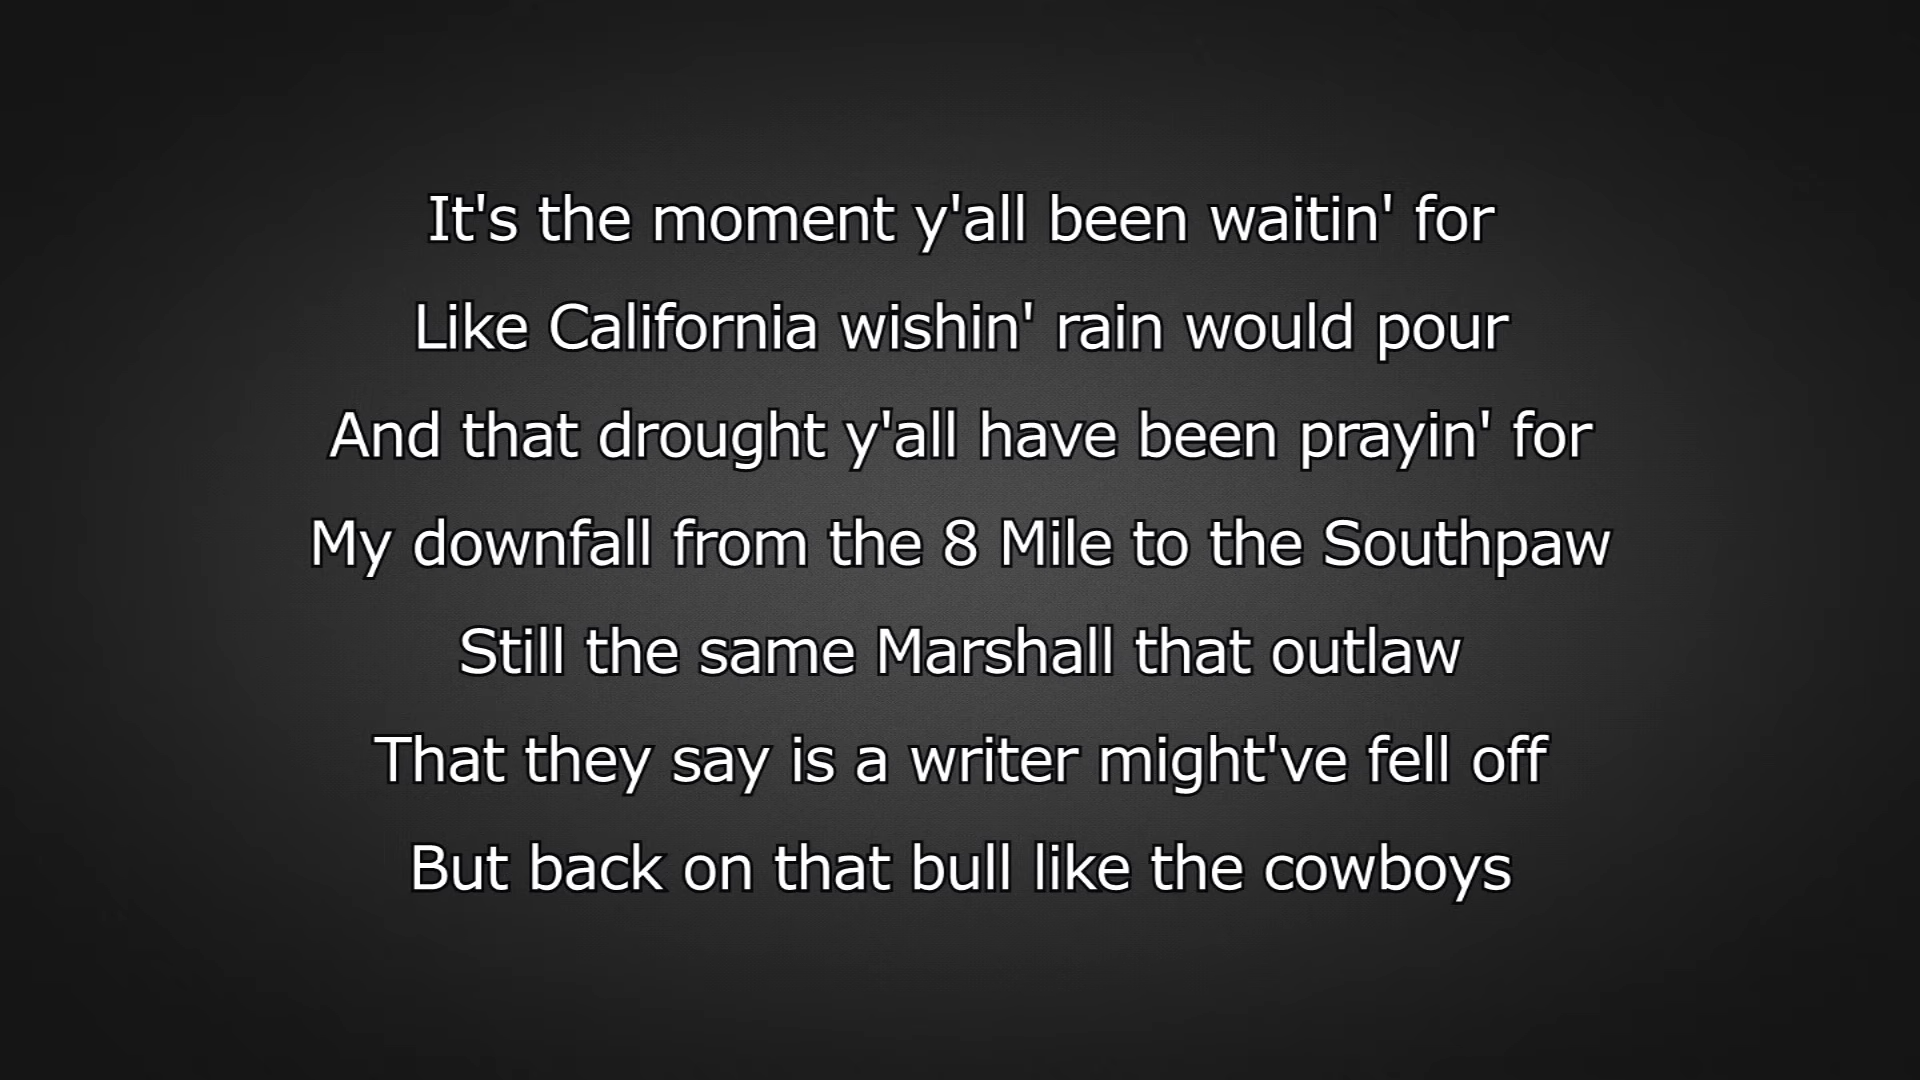 It's the moment y'all been waitin' for
Like California wishin' rain would pour
And that drought y'all have been prayin' for
My downfall from the 8 Mile to the Southpaw
Still the same Marshall that outlaw
That they say is a writer might've fell off
But back on that bull like the cowboys